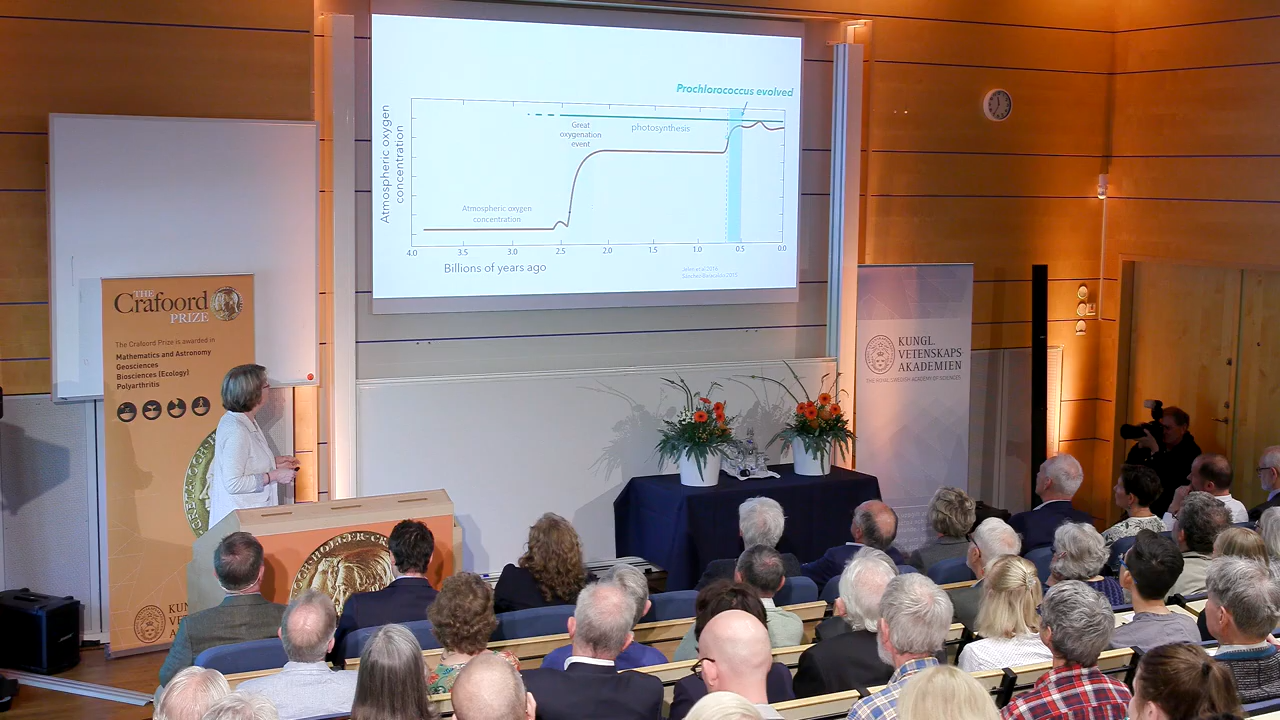 Prochlorococcus evolved
Great
oxygenation
event
photosynthesis
Atmospheric oxygen
concentration
Atmospheric oxygen
concentration
4.0 3.5 3.0 2.5 2.0 1.5 1.0 0.5 0.0
Billions of years ago
THE
Crafoord
PRIZE
The Crafoord Prize is awarded in
Mathematics and Astronomy
Geosciences
Biosciences (Ecology)
Polyarthritis
KUNGL.
VETENSKAPS
AKADEMIEN
THE ROYAL SWEDISH ACADEMY OF SCIENCES